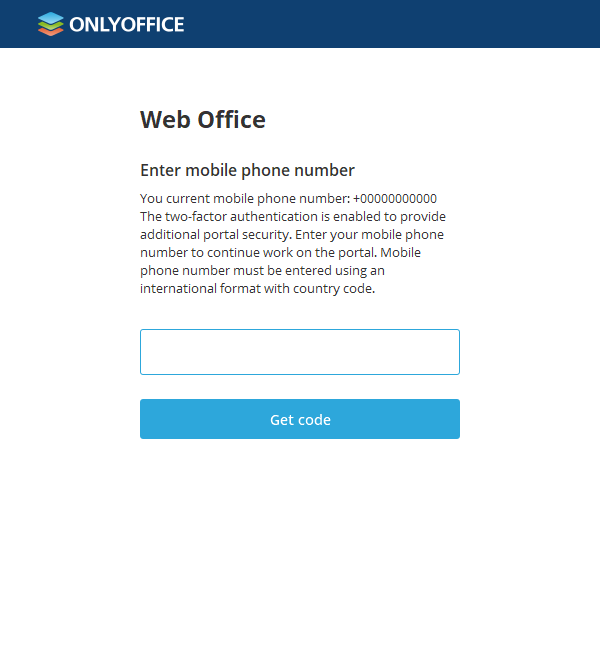 ONLYOFFICE
Web Office
Enter mobile phone number
You current mobile phone number: +00000000000
The two-factor authentication is enabled to provide
additional portal security. Enter your mobile phone
number to continue work on the portal. Mobile
phone number must be entered using an
international format with country code.
Get code